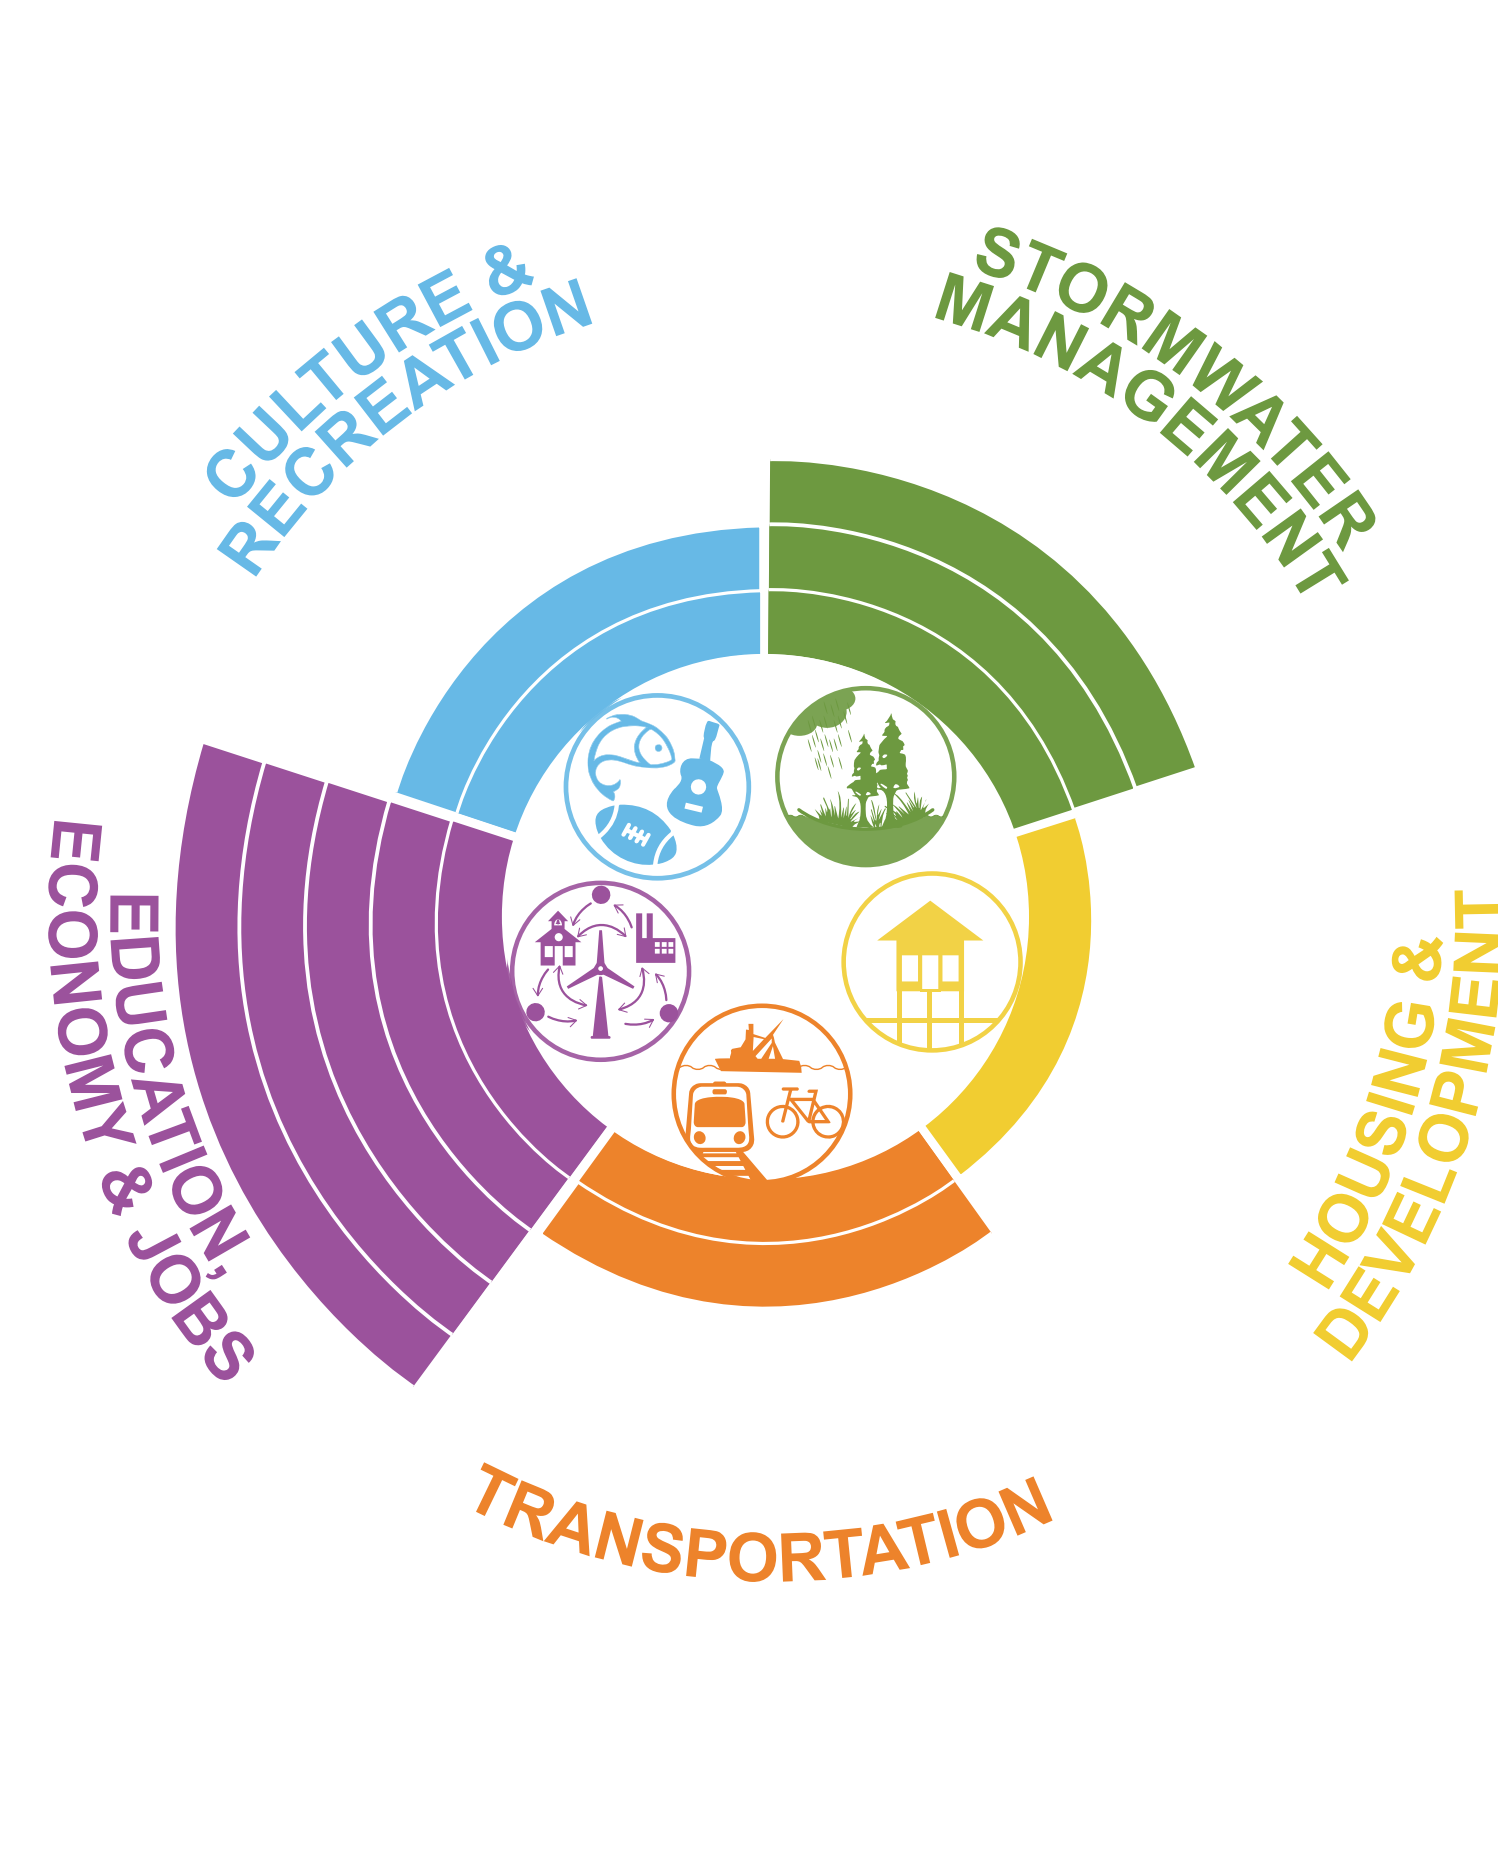 CULTURE &
RECREATION
STORMWATER
MANAGEMENT
EDUCATION,
ECONOMY & JOBS
HOUSING &
DEVELOPMENT
TRANSPORTATION